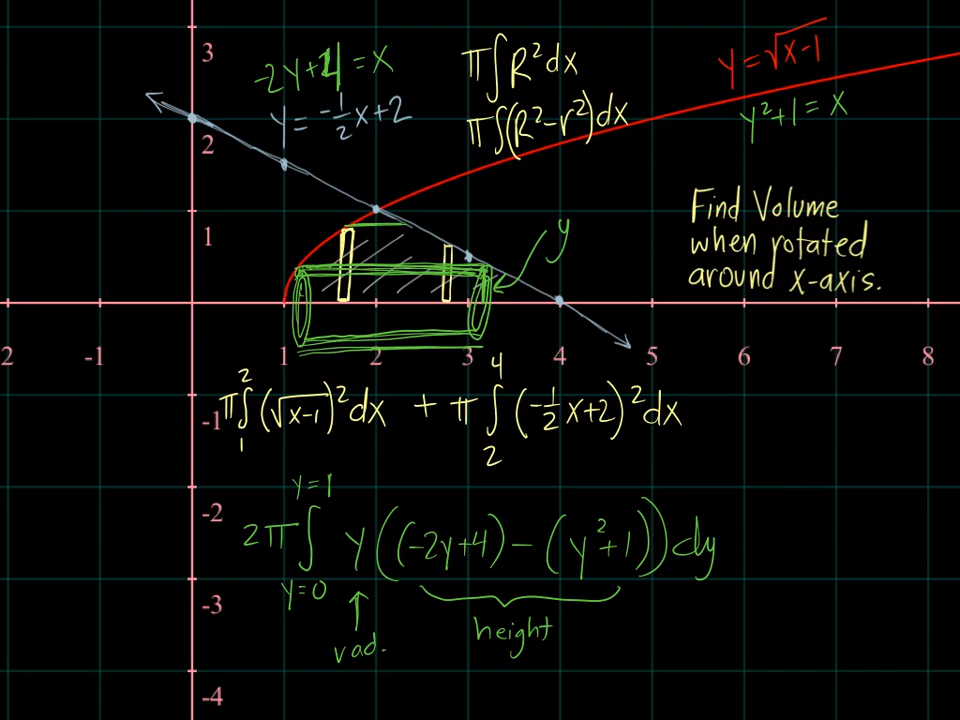 3
-2y+4 = x
π∫R²dx
y = √x-1
y = -1/2 x+2
π∫(R²-r²)dx
y²+1 = x
2
Find Volume
when rotated
around x-axis.
1
y
2 -1 1 2 3 4 5 6 7 8
π∫₁² (√x-1)² dx + π∫₂⁴ (-1/2 x+2)² dx
-1
y=1
-2
2π∫ y((-2y+4) - (y²+1)) dy
y=0
-3
rad.
height
-4